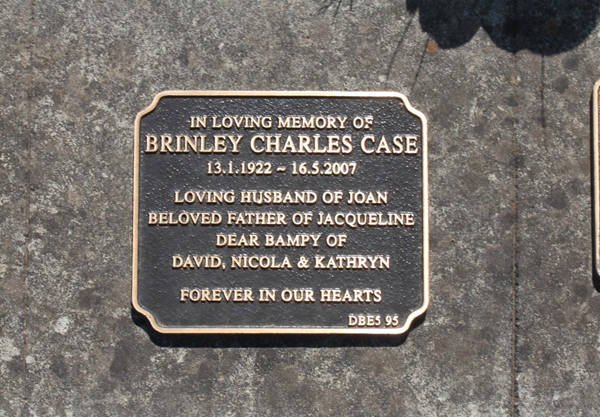 IN LOVING MEMORY OF
BRINLEY CHARLES CASE
13.1.1922 ~ 16.5.2007
LOVING HUSBAND OF JOAN
BELOVED FATHER OF JACQUELINE
DEAR BAMPY OF
DAVID, NICOLA & KATHRYN
FOREVER IN OUR HEARTS
DBE5 95